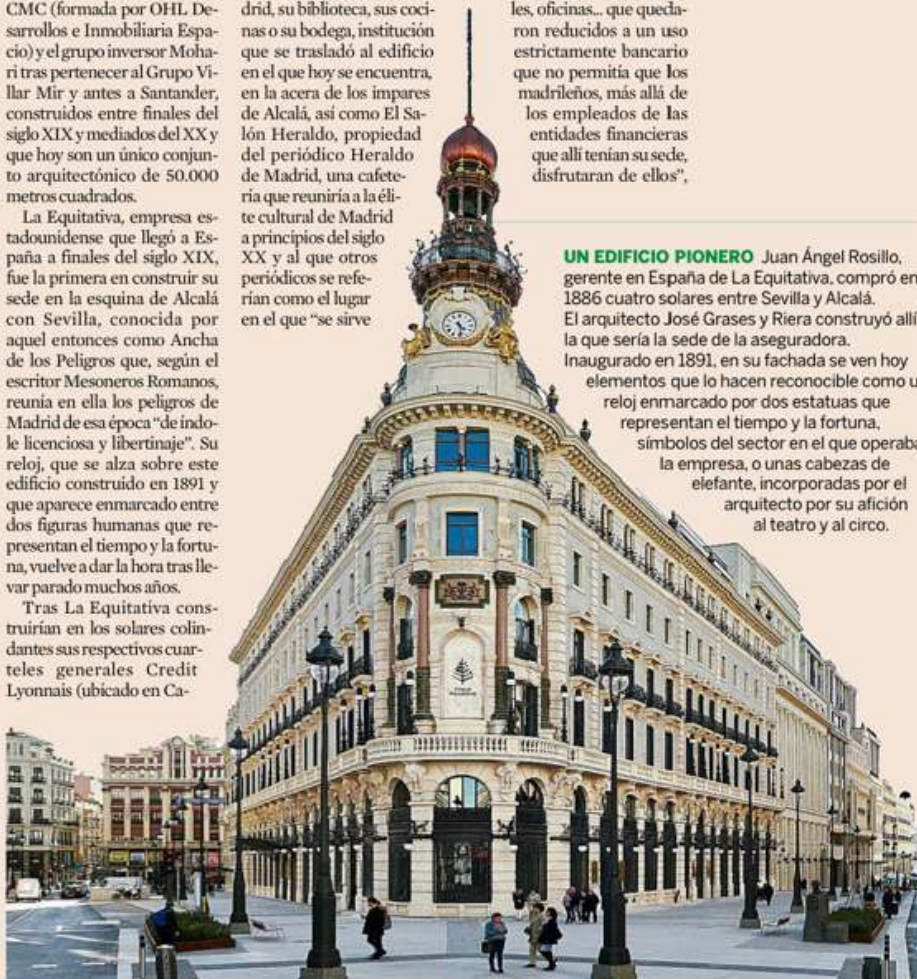 CMC (formada por OHL De-
sarrollos e Inmobiliaria Espa-
cio) y el grupo inversor Moha-
ri tras pertenecer al Grupo Vi-
llar Mir y antes a Santander,
construidos entre finales del
siglo XIX y mediados del XX y
que hoy son un único conjun-
to arquitectónico de 50.000
metros cuadrados.
La Equitativa, empresa es-
tadounidense que llegó a Es-
paña a finales del siglo XIX,
fue la primera en construir su
sede en la esquina de Alcalá
con Sevilla, conocida por
aquel entonces como Ancha
de los Peligros que, según el
escritor Mesoneros Romanos,
reunía en ella los peligros de
Madrid de esa época “de índo-
le licenciosa y libertinaje”. Su
reloj, que se alza sobre este
edificio construido en 1891 y
que aparece enmarcado entre
dos figuras humanas que re-
presentan el tiempo y la fortu-
na, vuelve a dar la hora tras lle-
var parado muchos años.
Tras La Equitativa cons-
truirían en los solares colin-
dantes sus respectivos cuar-
teles generales Credit
Lyonnais (ubicado en Ca-
drid, su biblioteca, sus coci-
nas o su bodega, institución
que se trasladó al edificio
en el que hoy se encuentra,
en la acera de los impares
de Alcalá, así como El Sa-
lón Heraldo, propiedad
del periódico Heraldo
de Madrid, una cafete-
ria que reuniría a la éli-
te cultural de Madrid
a principios del siglo
XX y al que otros
periódicos se refe-
rían como el lugar
en el que “se sirve
les, oficinas... que queda-
ron reducidos a un uso
estrictamente bancario
que no permitía que los
madrileños, más allá de
los empleados de las
entidades financieras
que allí tenían su sede,
disfrutaran de ellos”,
UN EDIFICIO PIONERO Juan Ángel Rosillo,
gerente en España de La Equitativa, compró en
1886 cuatro solares entre Sevilla y Alcalá.
El arquitecto José Grases y Riera construyó allí
la que sería la sede de la aseguradora.
Inaugurado en 1891, en su fachada se ven hoy
elementos que lo hacen reconocible como u
reloj enmarcado por dos estatuas que
representan el tiempo y la fortuna,
símbolos del sector en el que operaba
la empresa, o unas cabezas de
elefante, incorporadas por el
arquitecto por su afición
al teatro y al circo.